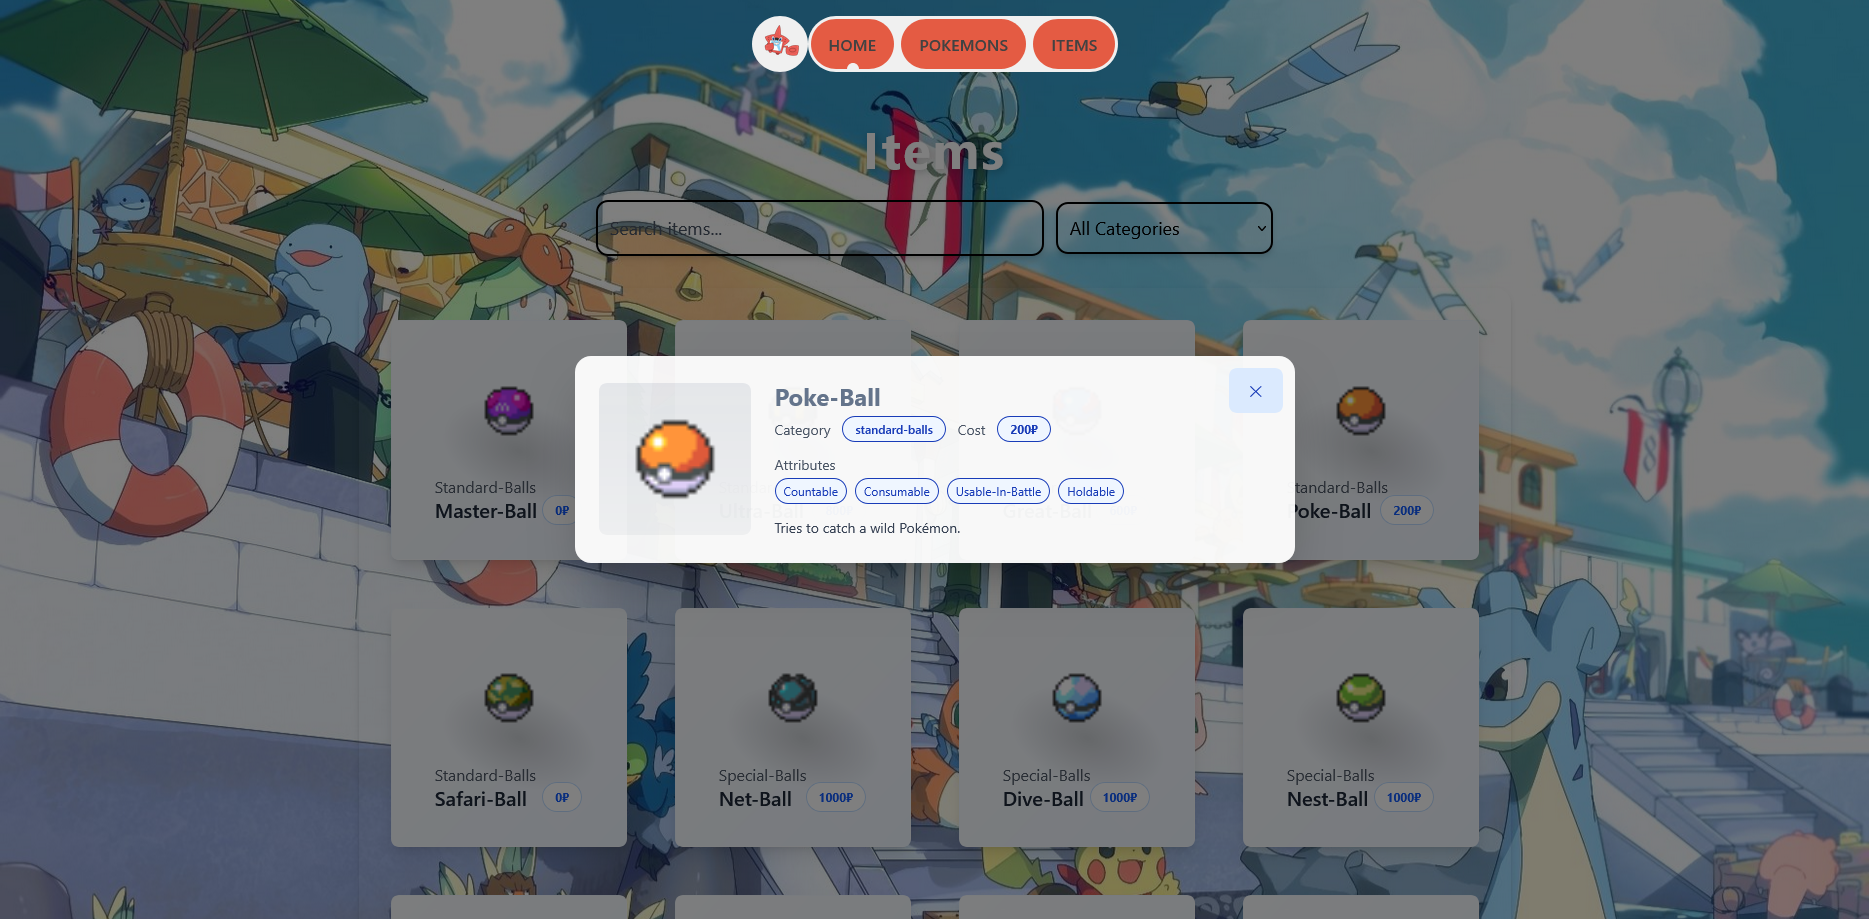 HOME POKEMONS ITEMS
Items
Search items...
All Categories
Poke-Ball
Category standard-balls Cost 200₽
Attributes
Countable Consumable Usable-In-Battle Holdable
Tries to catch a wild Pokémon.
Standard-Balls
Master-Ball 0₽
Ultra-Ball
Great-Ball
Standard-Balls
Poke-Ball 200₽
Standard-Balls
Safari-Ball 0₽
Special-Balls
Net-Ball 1000₽
Special-Balls
Dive-Ball 1000₽
Special-Balls
Nest-Ball 1000₽